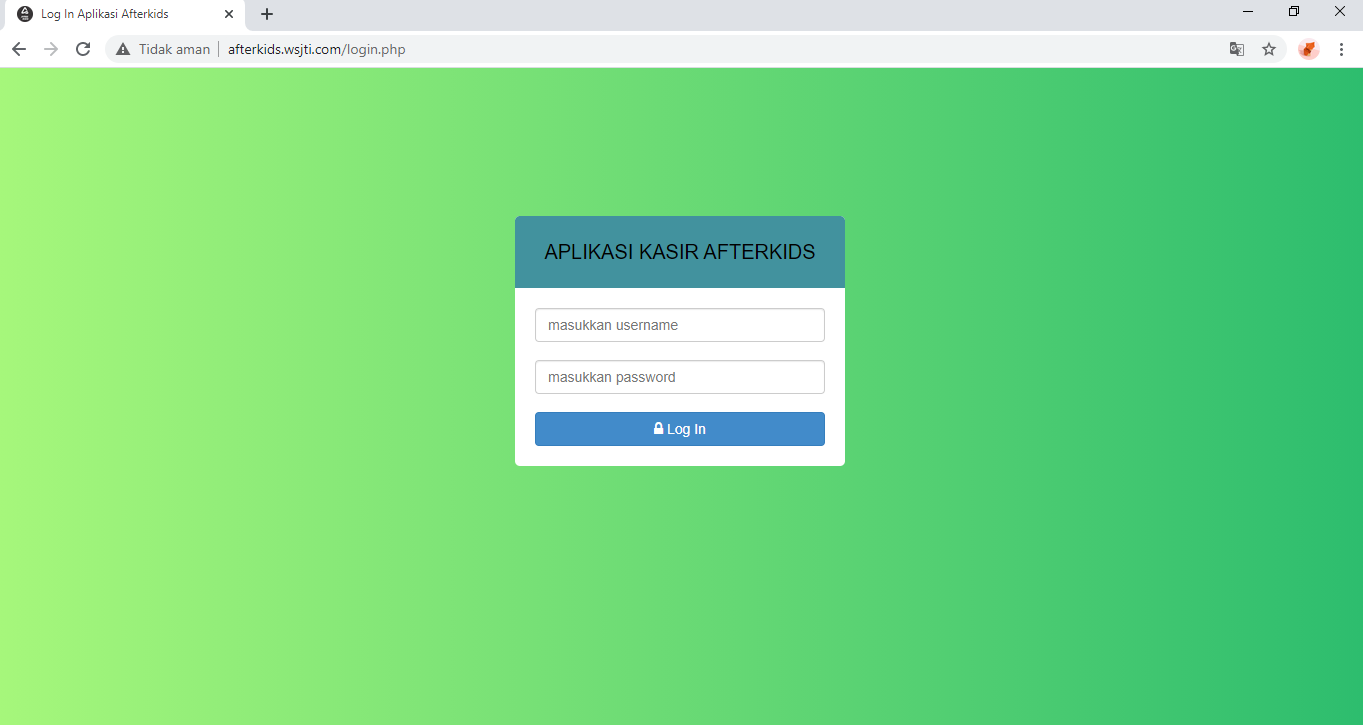 Log In Aplikasi Afterkids
Tidak aman
afterkids.wsjti.com/login.php
APLIKASI KASIR AFTERKIDS
masukkan username
masukkan password
Log In